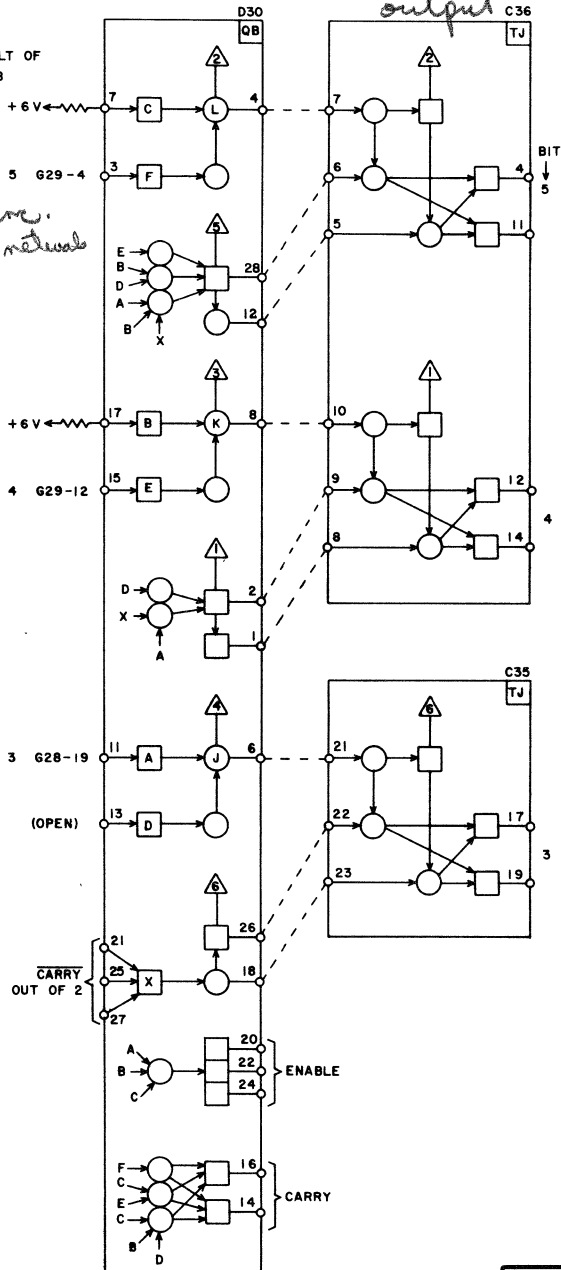 output
D30
C36
QB
TJ
LT OF
B
2
2
+6V
7
C
L
4
7
BIT
5 G29-4
3
F
6
4
5
5
11
5
E
B
D
A
B
X
28
12
3
1
+6V
17
B
K
8
10
4 G29-12
15
E
9
12
4
8
14
1
D
X
A
2
1
C35
TJ
4
6
3 G28-19
11
A
J
6
21
(OPEN)
13
D
22
17
3
23
19
6
21
26
CARRY
OUT OF 2
25
X
18
27
A
B
C
20
22
24
ENABLE
F
C
E
C
B
D
16
14
CARRY